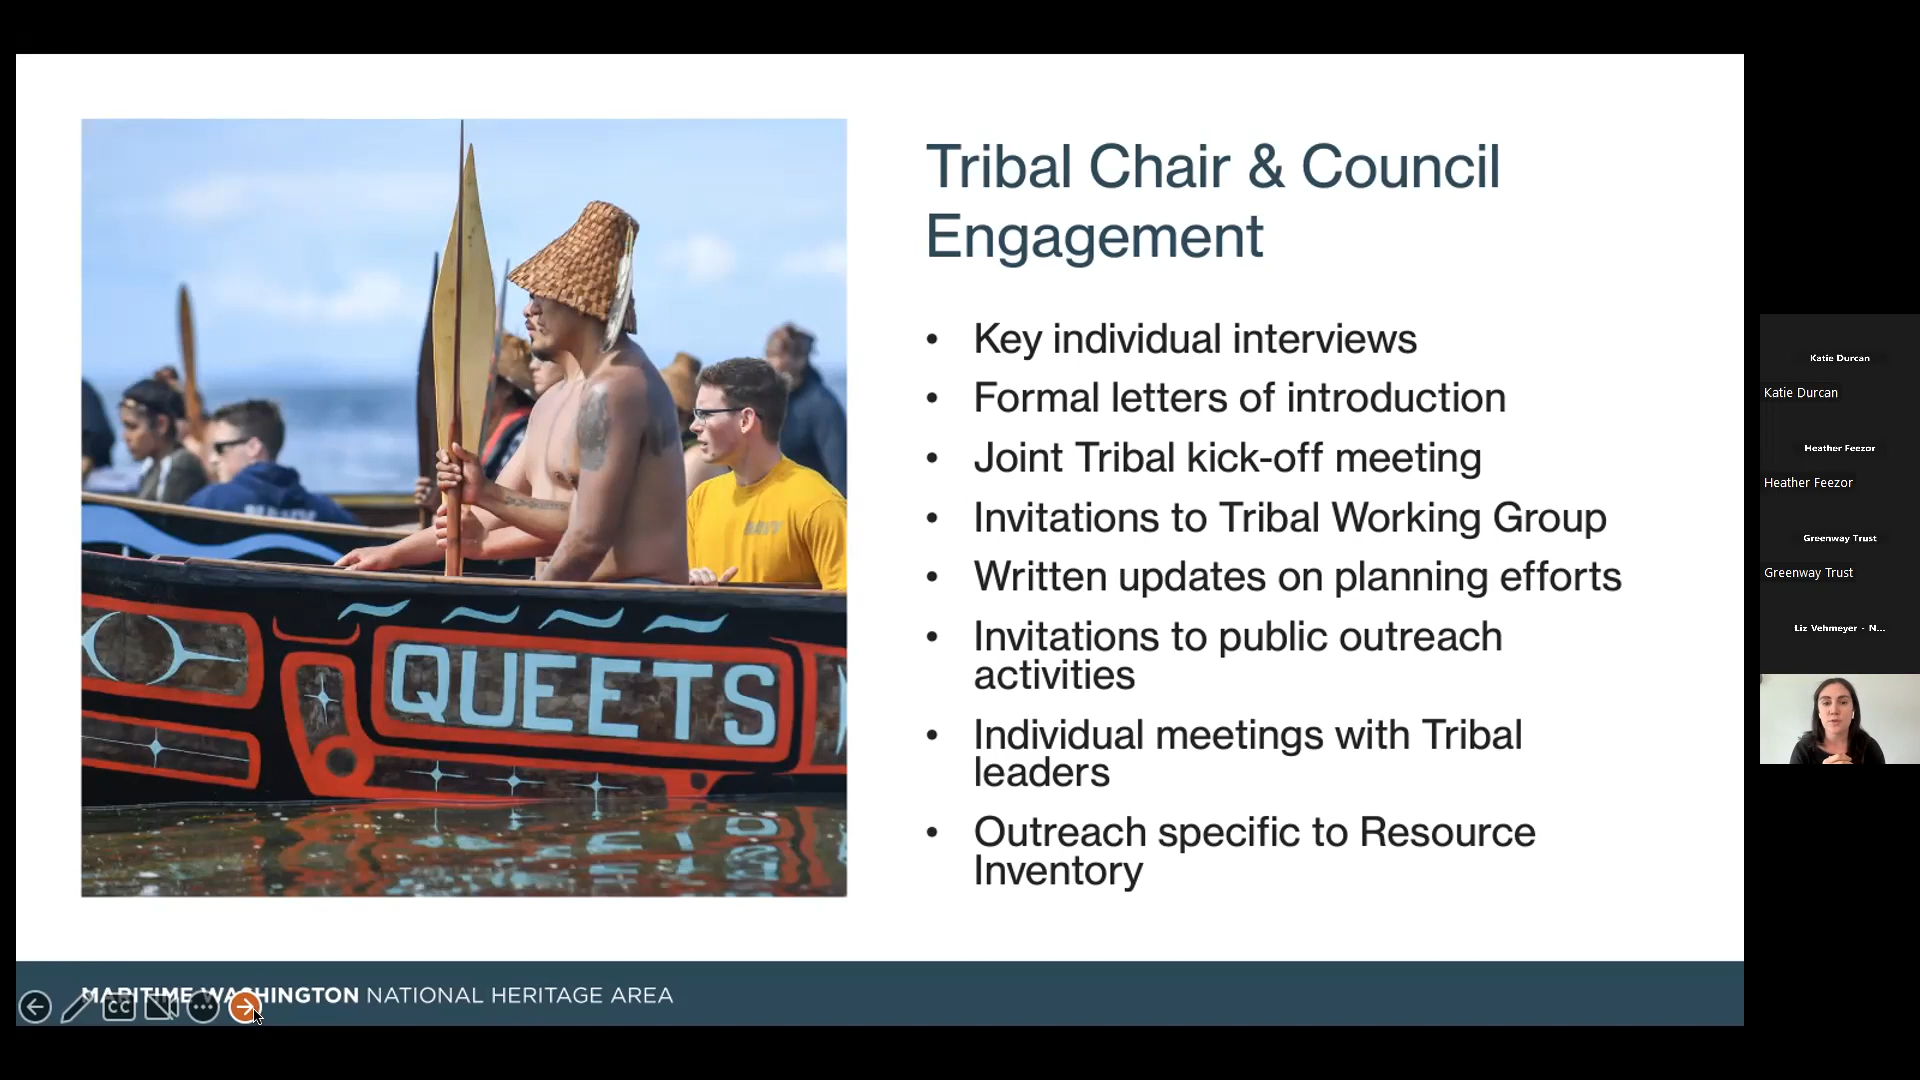 Tribal Chair & Council
Engagement
• Key individual interviews
• Formal letters of introduction
• Joint Tribal kick-off meeting
• Invitations to Tribal Working Group
• Written updates on planning efforts
• Invitations to public outreach
activities
• Individual meetings with Tribal
leaders
• Outreach specific to Resource
Inventory
QUEETS
NAVY
MARITIME WASHINGTON NATIONAL HERITAGE AREA
CC
Katie Durcan
Katie Durcan
Heather Feezor
Heather Feezor
Greenway Trust
Greenway Trust
Liz Vehmeyer - N...